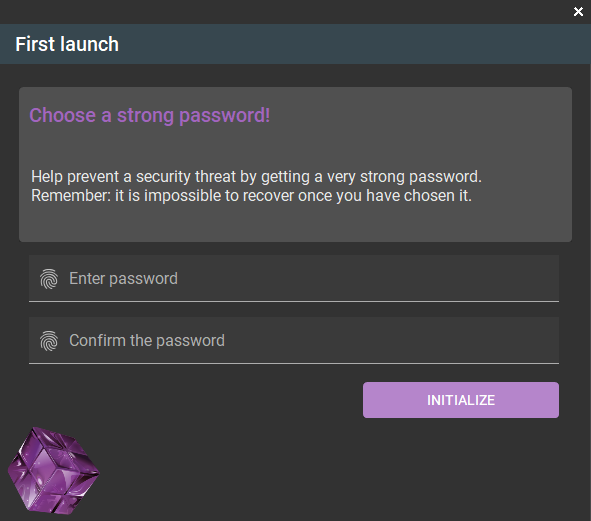 First launch
Choose a strong password!
Help prevent a security threat by getting a very strong password.
Remember: it is impossible to recover once you have chosen it.
Enter password
Confirm the password
INITIALIZE